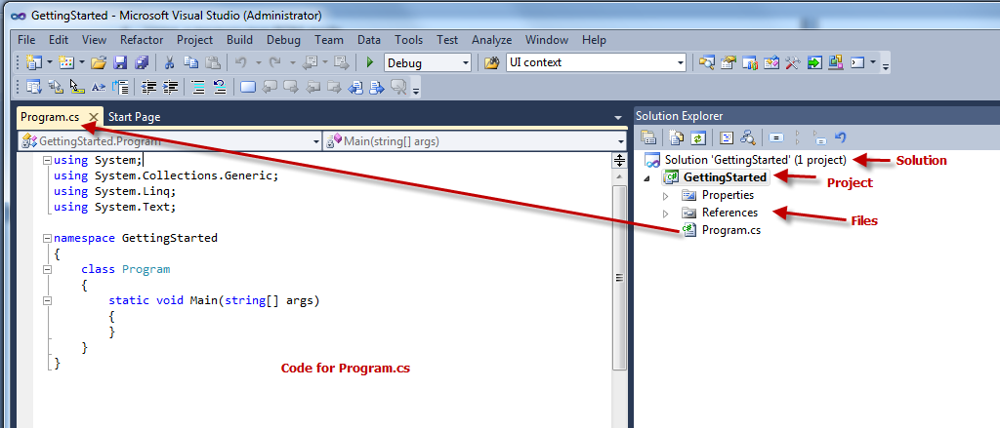 GettingStarted - Microsoft Visual Studio (Administrator)
File Edit View Refactor Project Build Debug Team Data Tools Test Analyze Window Help
Debug UI context
Program.cs Start Page
GettingStarted.Program Main(string[] args)
using System;
using System.Collections.Generic;
using System.Linq;
using System.Text;
namespace GettingStarted
{
class Program
{
static void Main(string[] args)
{
}
}
}
Code for Program.cs
Solution Explorer
Solution 'GettingStarted' (1 project) Solution
GettingStarted Project
Properties
References Files
Program.cs